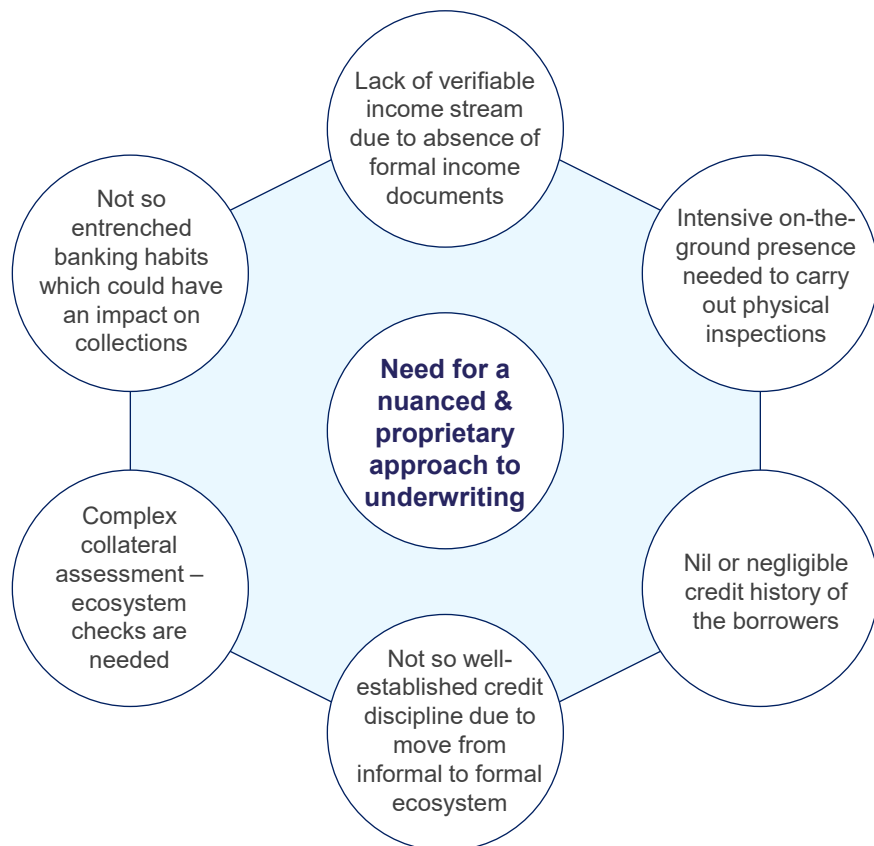 Lack of verifiable
income stream
due to absence of
formal income
documents
Not so
entrenched
banking habits
which could have
an impact on
collections
Intensive on-the-
ground presence
needed to carry
out physical
inspections
Need for a
nuanced &
proprietary
approach to
underwriting
Complex
collateral
assessment –
ecosystem
checks are
needed
Nil or negligible
credit history of
the borrowers
Not so well-
established credit
discipline due to
move from
informal to formal
ecosystem